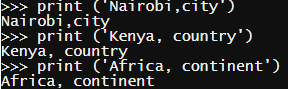 >>> print ('Nairobi,city')
Nairobi,city
>>> print ('Kenya, country')
Kenya, country
>>> print ('Africa, continent')
Africa, continent